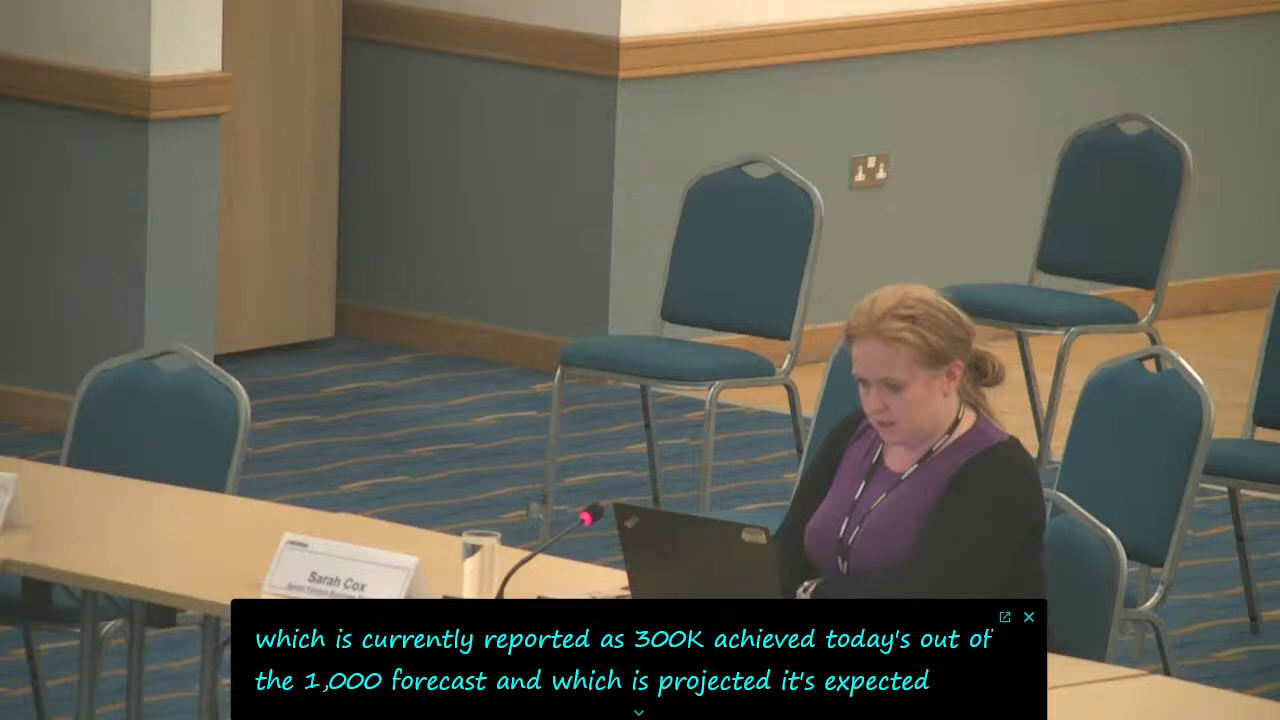 Sarah Cox
which is currently reported as 300K achieved today's out of
the 1,000 forecast and which is projected it's expected